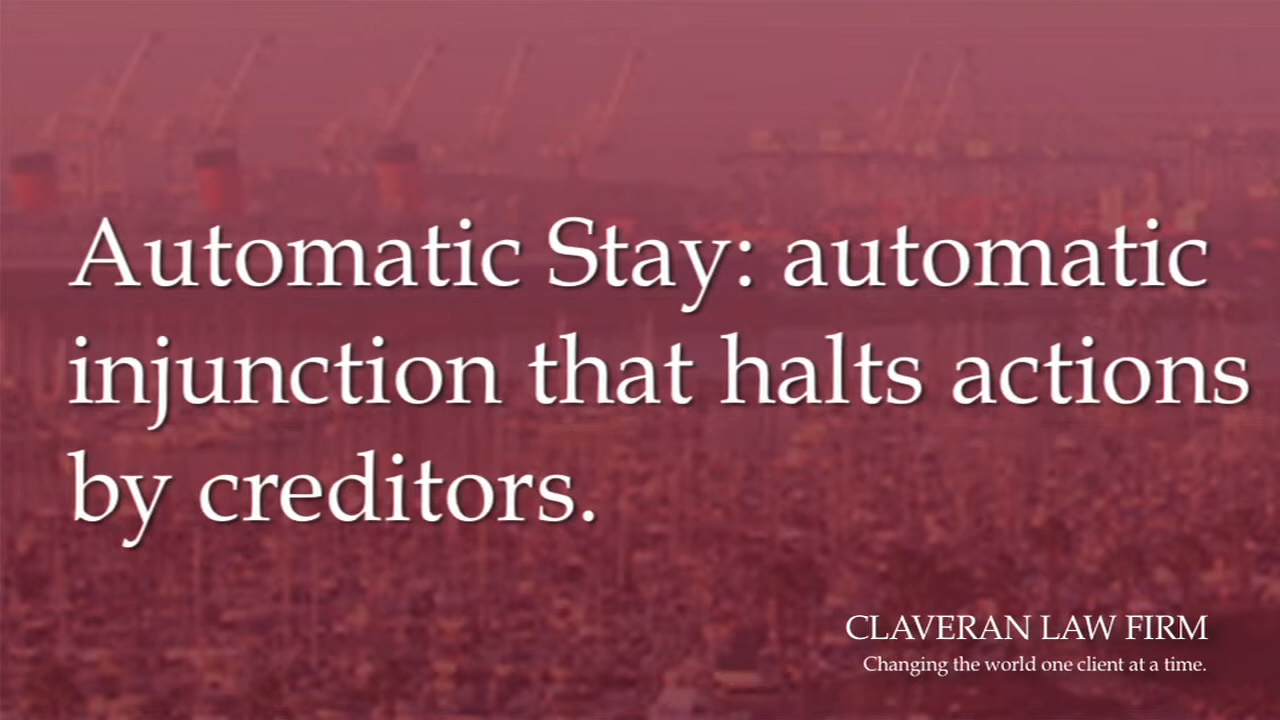 Automatic Stay: automatic
injunction that halts actions
by creditors.
CLAVERAN LAW FIRM
Changing the world one client at a time.